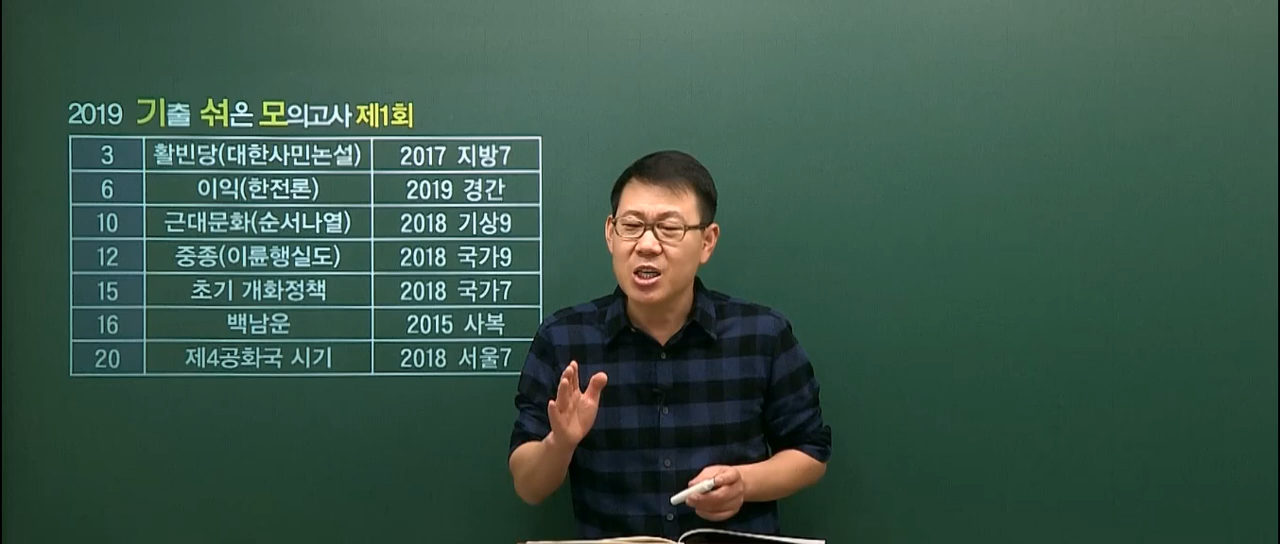 2019 기출 섞온 모의고사 제1회
3 활빈당(대한사민논설) 2017 지방7
6 이익(한전론) 2019 경간
10 근대문화(순서나열) 2018 기상9
12 중종(이륜행실도) 2018 국가9
15 초기 개화정책 2018 국가7
16 백남운 2015 사복
20 제4공화국 시기 2018 서울7